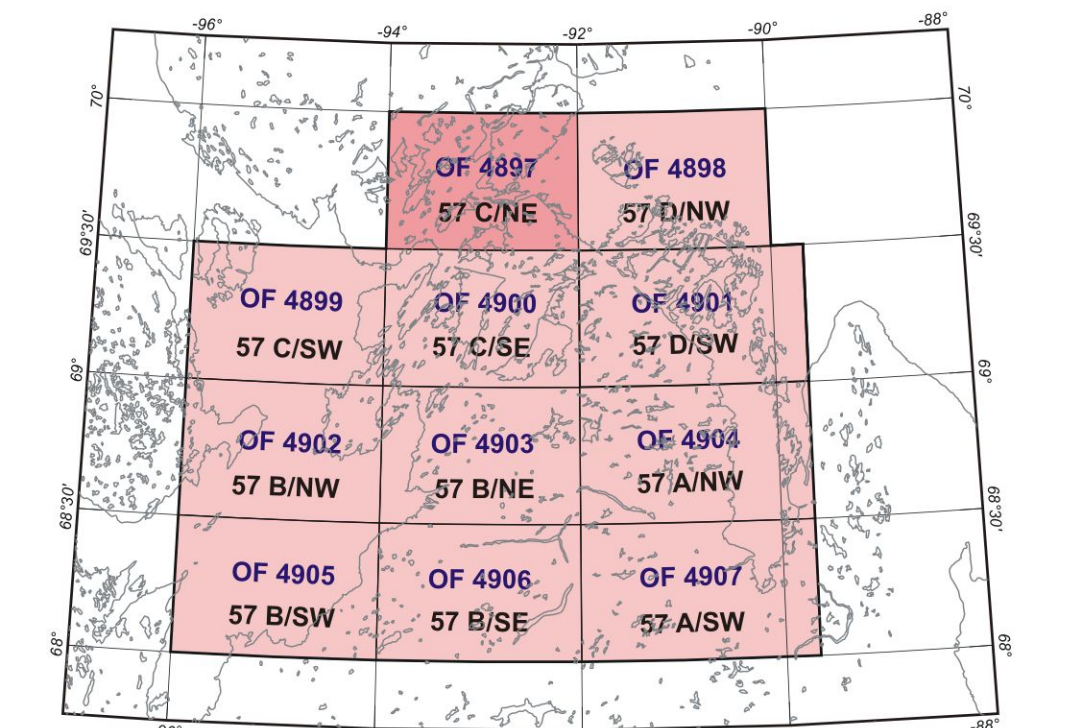 -96°
-94°
-92°
-90°
-88°
70°
70°
OF 4897
57 C/NE
OF 4898
57 D/NW
69°30'
69°30'
OF 4899
57 C/SW
OF 4900
57 C/SE
OF 4901
57 D/SW
69°
69°
OF 4902
57 B/NW
OF 4903
57 B/NE
OF 4904
57 A/NW
68°30'
68°30'
OF 4905
57 B/SW
OF 4906
57 B/SE
OF 4907
57 A/SW
68°
68°
-88°